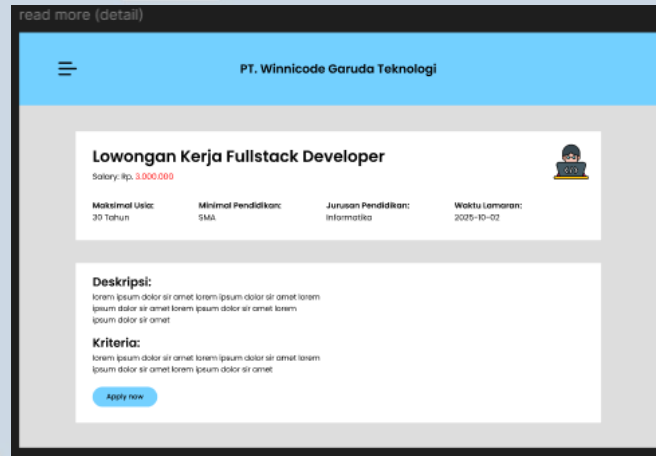 read more (detail)
PT. Winnicode Garuda Teknologi
Lowongan Kerja Fullstack Developer
Salary: Rp. 3.000.000
Maksimal Usia: Minimal Pendidikan: Jurusan Pendidikan: Waktu Lamaran:
30 Tahun SMA Informatika 2025-10-02
Deskripsi:
lorem ipsum dolor sir amet lorem ipsum dolor sir amet lorem
ipsum dolor sir amet lorem ipsum dolor sir amet lorem
ipsum dolor sir amet
Kriteria:
lorem ipsum dolor sir amet lorem ipsum dolor sir amet lorem
ipsum dolor sir amet lorem ipsum dolor sir amet
Apply now